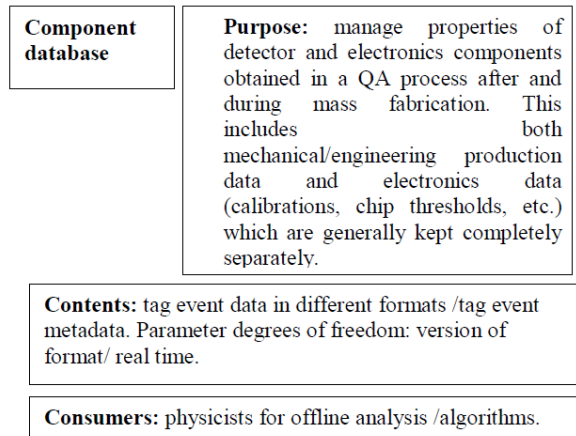 Component
database
Purpose: manage properties of
detector and electronics components
obtained in a QA process after and
during mass fabrication. This
includes both
mechanical/engineering production
data and electronics data
(calibrations, chip thresholds, etc.)
which are generally kept completely
separately.
Contents: tag event data in different formats /tag event
metadata. Parameter degrees of freedom: version of
format/ real time.
Consumers: physicists for offline analysis /algorithms.